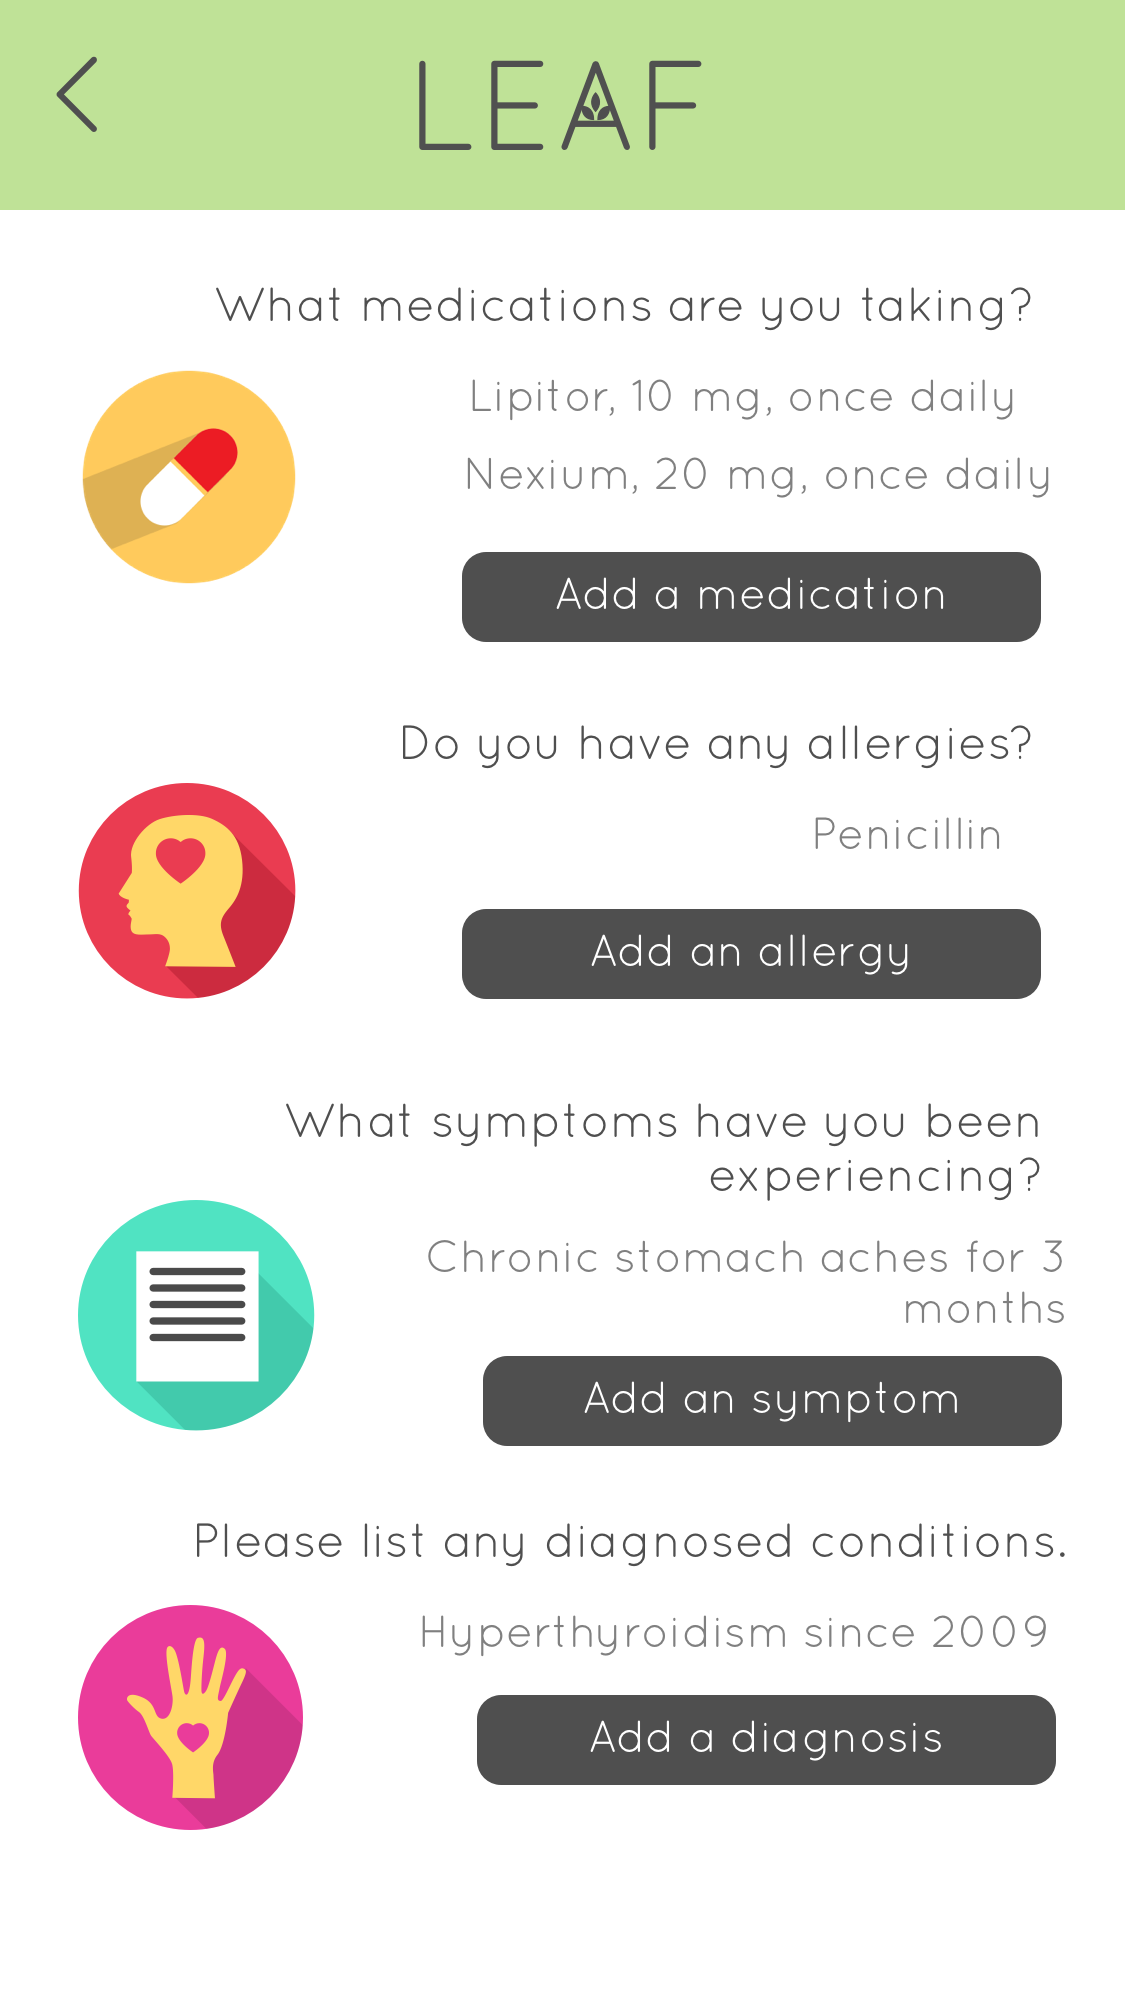 LEAF
What medications are you taking?
Lipitor, 10 mg, once daily
Nexium, 20 mg, once daily
Add a medication
Do you have any allergies?
Penicillin
Add an allergy
What symptoms have you been
experiencing?
Chronic stomach aches for 3
months
Add an symptom
Please list any diagnosed conditions.
Hyperthyroidism since 2009
Add a diagnosis